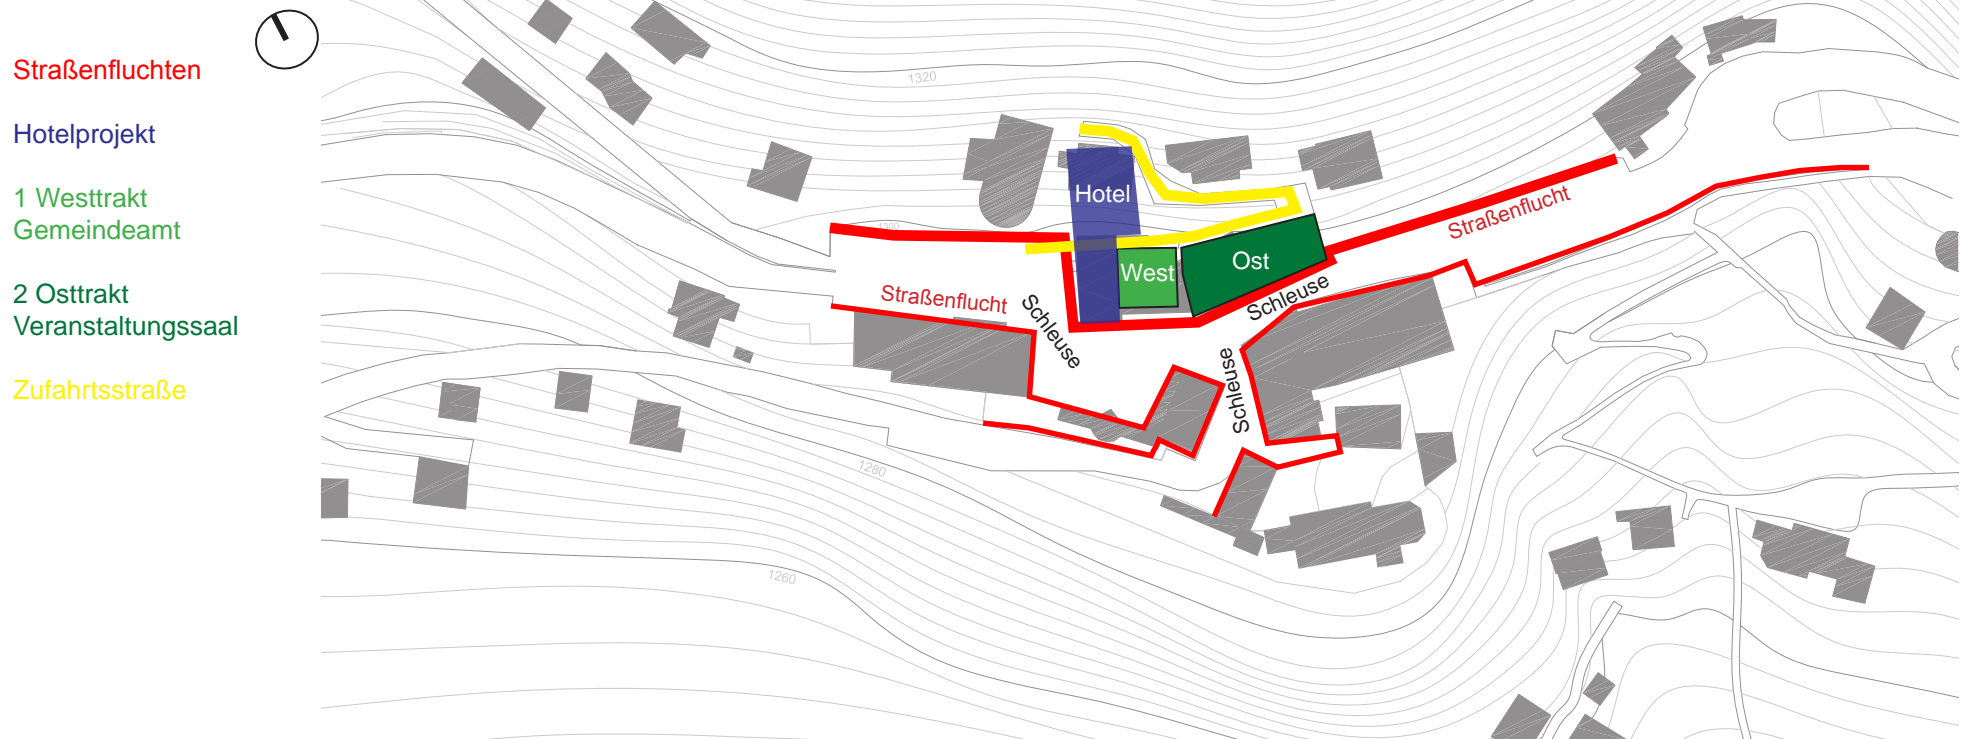 Straßenfluchten
Hotelprojekt
1 Westtrakt
Gemeindeamt
2 Osttrakt
Veranstaltungssaal
Zufahrtsstraße
1320
Hotel
1300
Straßenflucht
West
Ost
Straßenflucht
Schleuse
Schleuse
Schleuse
1280
1260